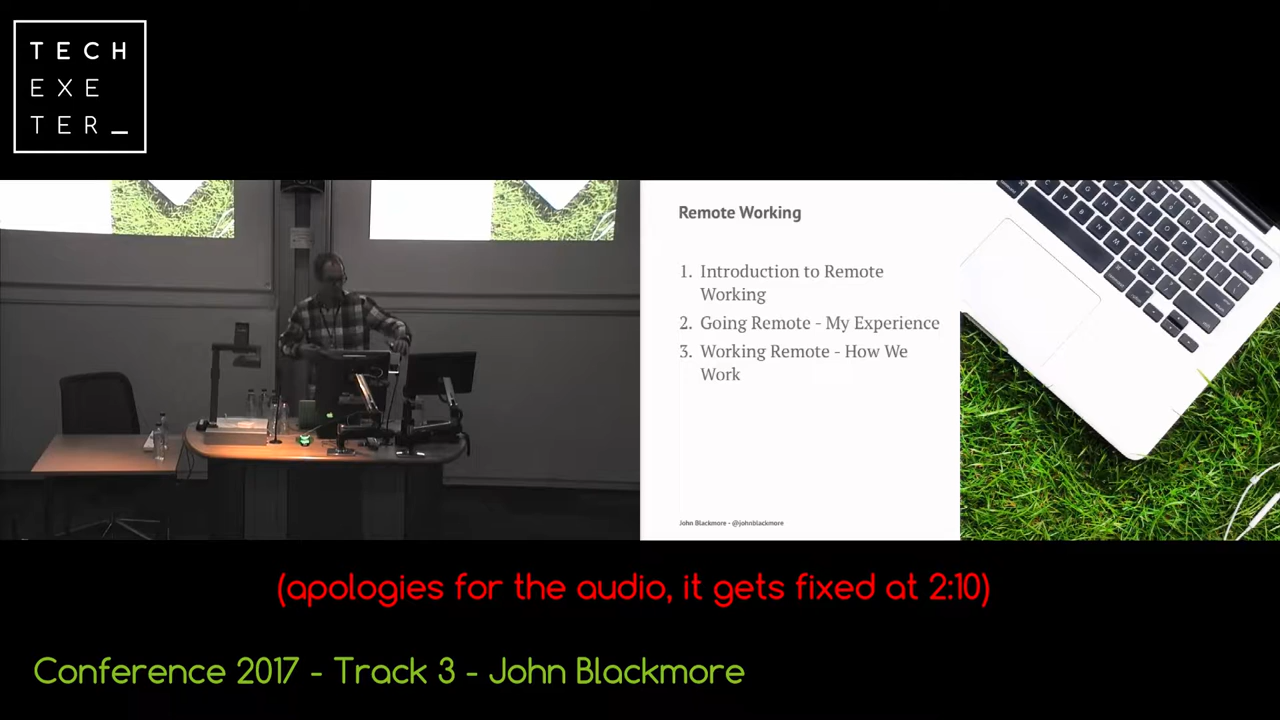 TECH
EXE
TER_
Remote Working
1. Introduction to Remote
Working
2. Going Remote - My Experience
3. Working Remote - How We
Work
John Blackmore - @johnblackmore
(apologies for the audio, it gets fixed at 2:10)
Conference 2017 - Track 3 - John Blackmore